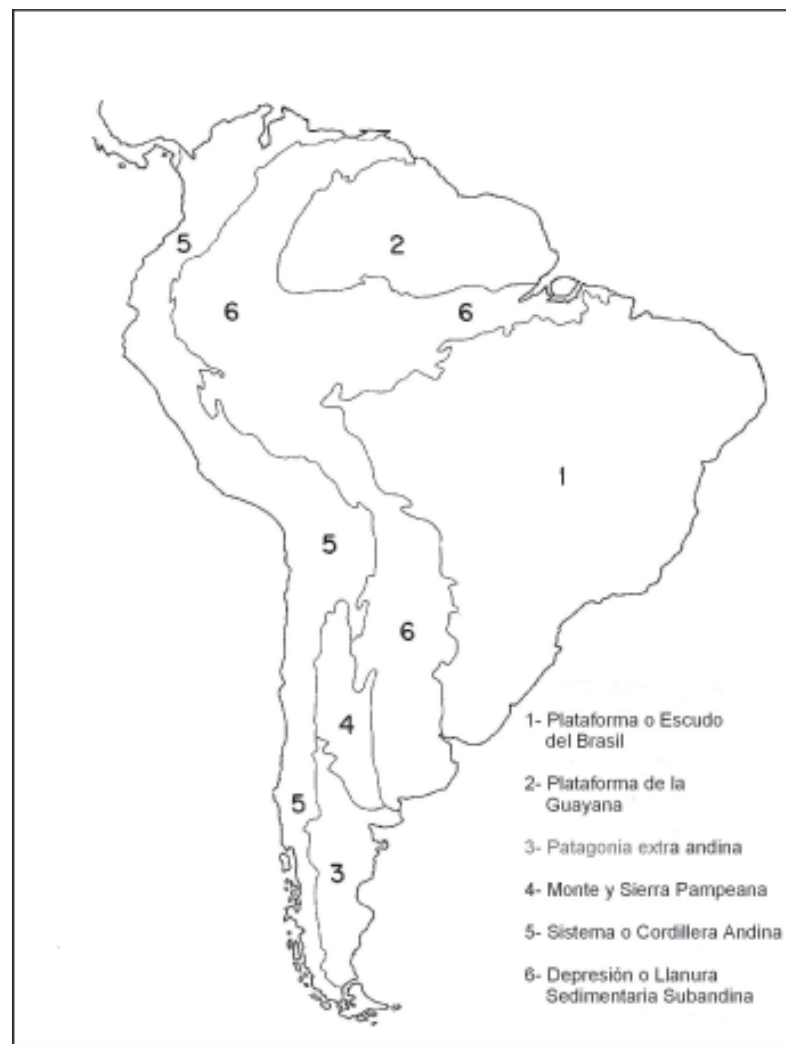 2
5
6
6
1
5
6
4
5
3
1- Plataforma o Escudo
del Brasil
2- Plataforma de la
Guayana
3- Patagonia extra andina
4- Monte y Sierra Pampeana
5- Sistema o Cordillera Andina
6- Depresión o Llanura
Sedimentaria Subandina